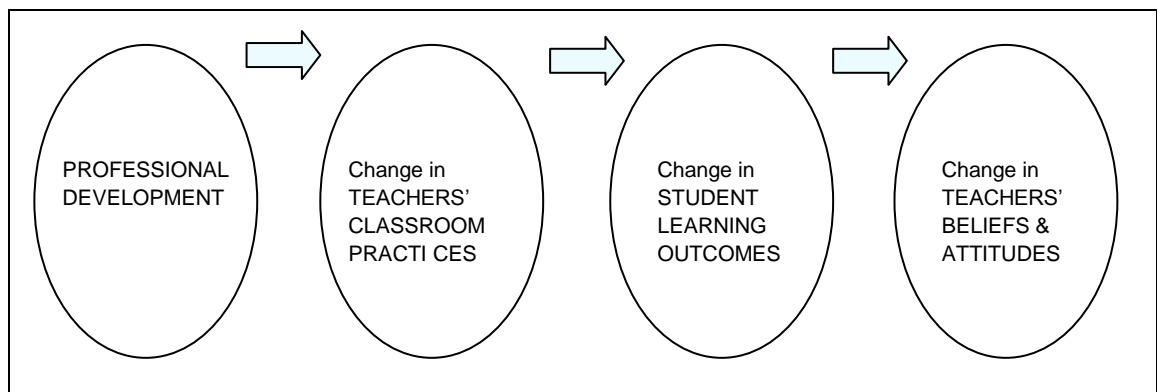 PROFESSIONAL
DEVELOPMENT
Change in
TEACHERS’
CLASSROOM
PRACTI CES
Change in
STUDENT
LEARNING
OUTCOMES
Change in
TEACHERS’
BELIEFS &
ATTITUDES